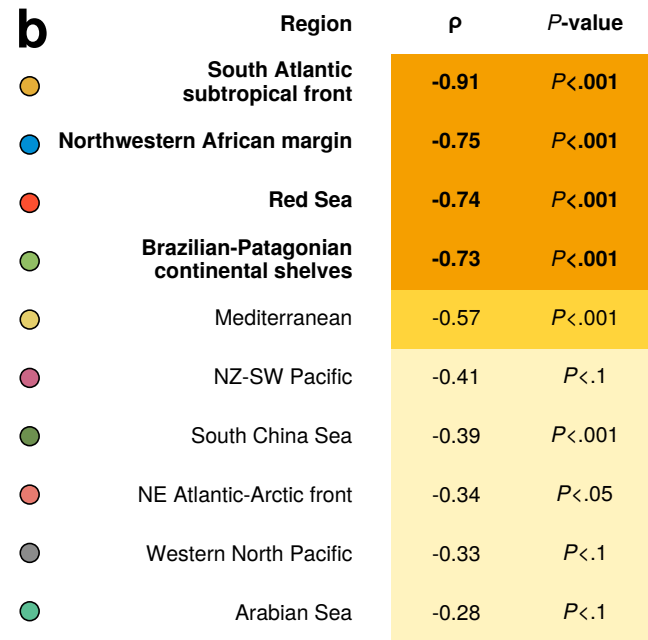 b
Region ρ P-value
South Atlantic
subtropical front -0.91 P<.001
Northwestern African margin -0.75 P<.001
Red Sea -0.74 P<.001
Brazilian-Patagonian
continental shelves -0.73 P<.001
Mediterranean -0.57 P<.001
NZ-SW Pacific -0.41 P<.1
South China Sea -0.39 P<.001
NE Atlantic-Arctic front -0.34 P<.05
Western North Pacific -0.33 P<.1
Arabian Sea -0.28 P<.1